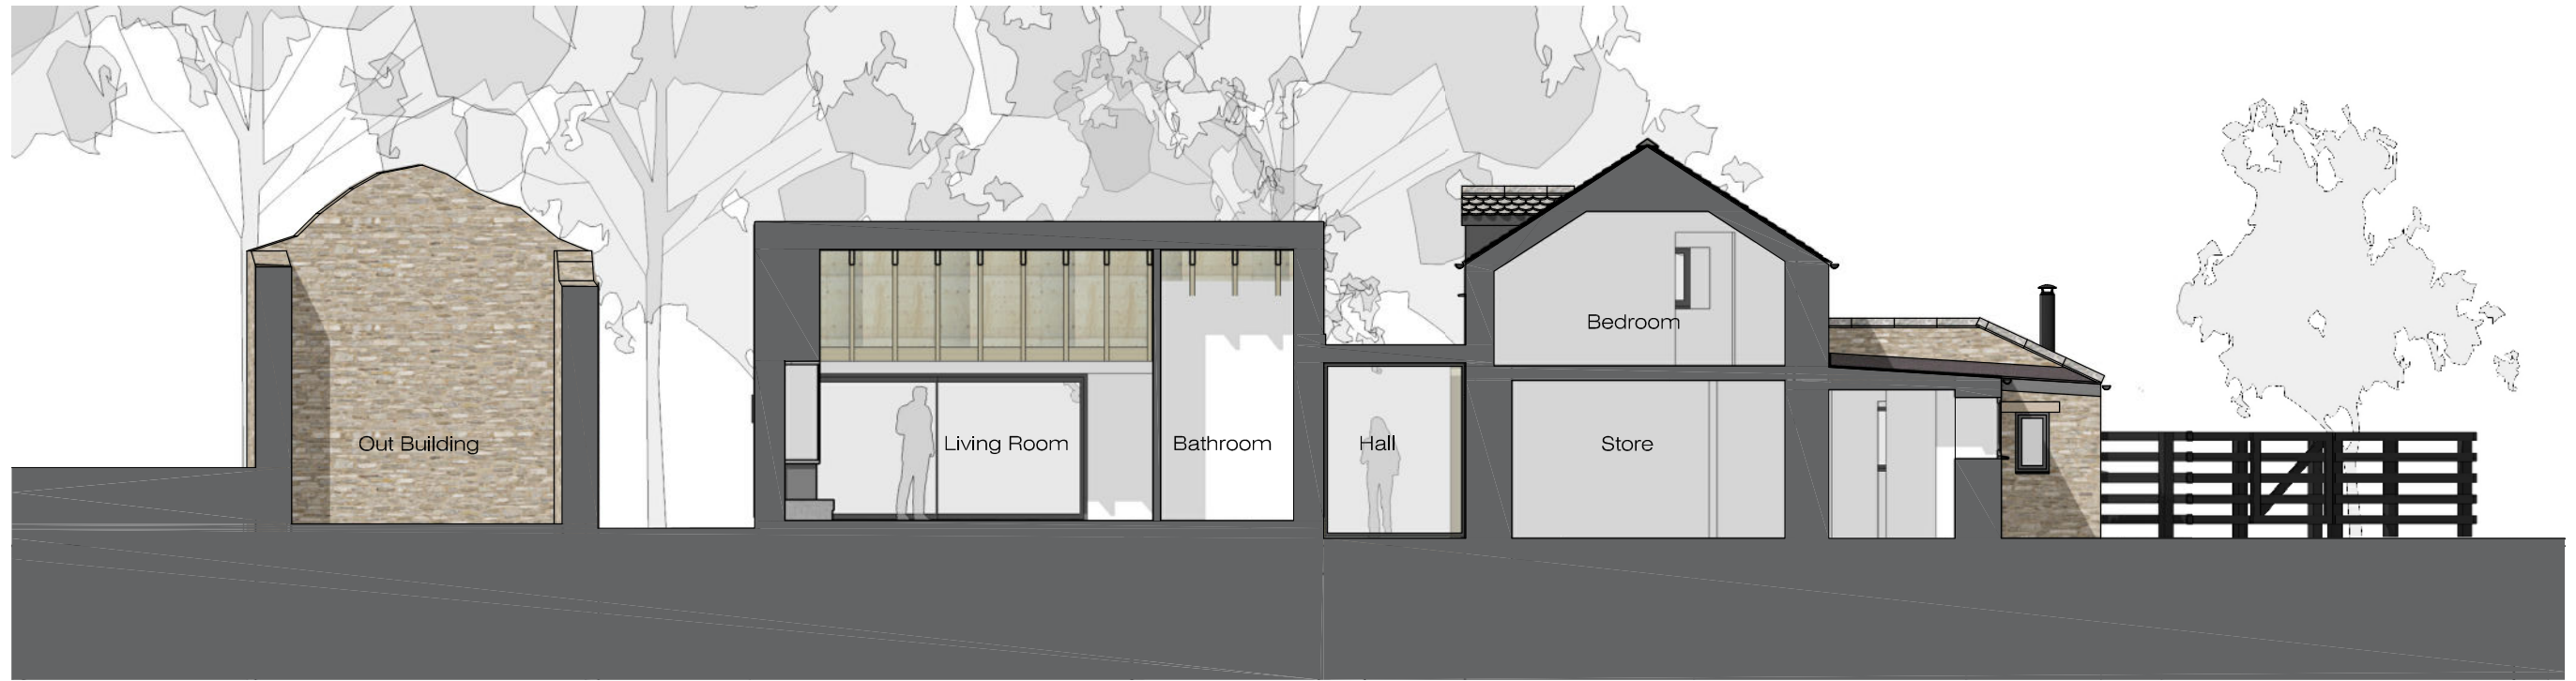 Bedroom
Out Building
Living Room
Bathroom
Hall
Store